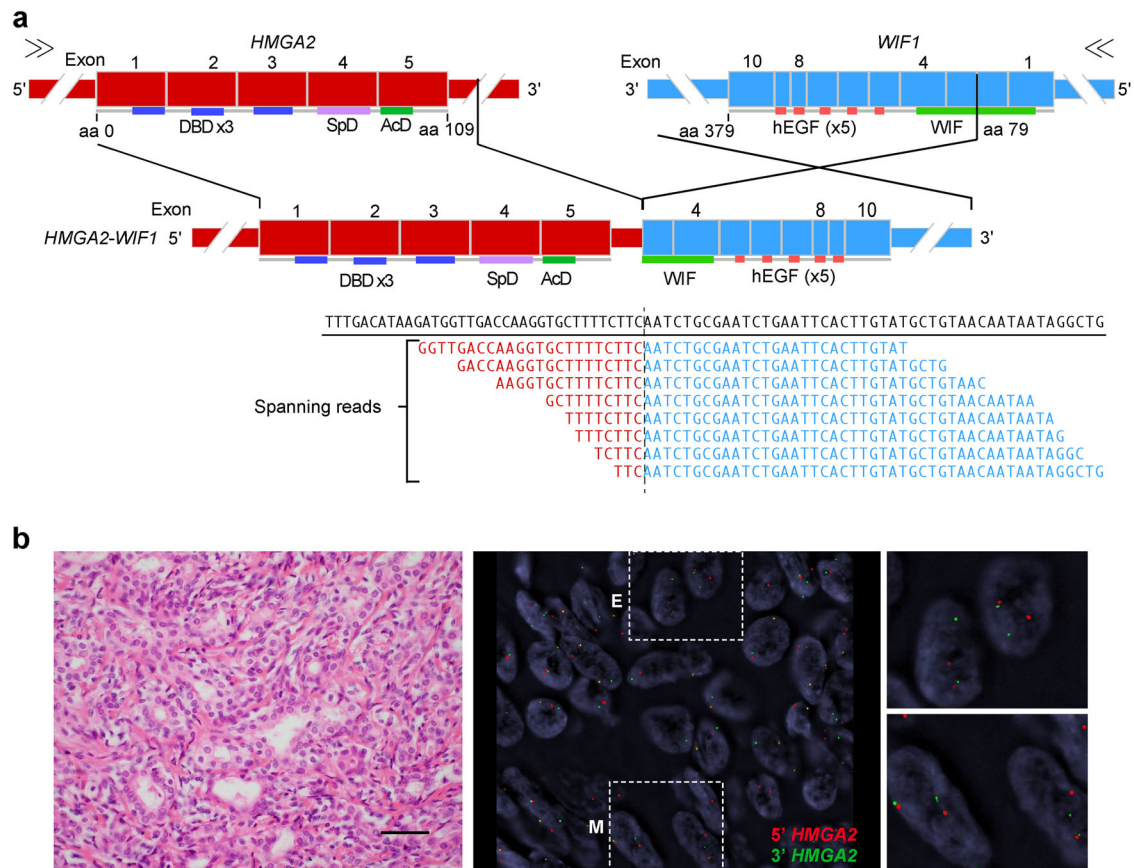 a
HMGA2
WIF1
Exon 1 2 3 4 5
Exon 10 8 4 1
5' 3'
3' 5'
aa 0 DBD x3 SpD AcD aa 109
aa 379 hEGF (x5) WIF aa 79
Exon 1 2 3 4 5 4 8 10
HMGA2-WIF1 5' 3'
DBD x3 SpD AcD WIF hEGF (x5)
TTTGACATAAGATGGTTGACCAAGGTGCTTTTCTTCAATCTGCGAATCTGAATTCACTTGTATGCTGTAACAATAATAGGCTG
GGTTGACCAAGGTGCTTTTCTTCAATCTGCGAATCTGAATTCACTTGTAT
GACCAAGGTGCTTTTCTTCAATCTGCGAATCTGAATTCACTTGTATGCTG
AAGGTGCTTTTCTTCAATCTGCGAATCTGAATTCACTTGTATGCTGTAAC
Spanning reads
GCTTTTCTTCAATCTGCGAATCTGAATTCACTTGTATGCTGTAACAATAA
TTTTCTTCAATCTGCGAATCTGAATTCACTTGTATGCTGTAACAATAATA
TTTCTTCAATCTGCGAATCTGAATTCACTTGTATGCTGTAACAATAATAG
TCTTCAATCTGCGAATCTGAATTCACTTGTATGCTGTAACAATAATAGGC
TTCAATCTGCGAATCTGAATTCACTTGTATGCTGTAACAATAATAGGCTG
b
E
M
5' HMGA2
3' HMGA2